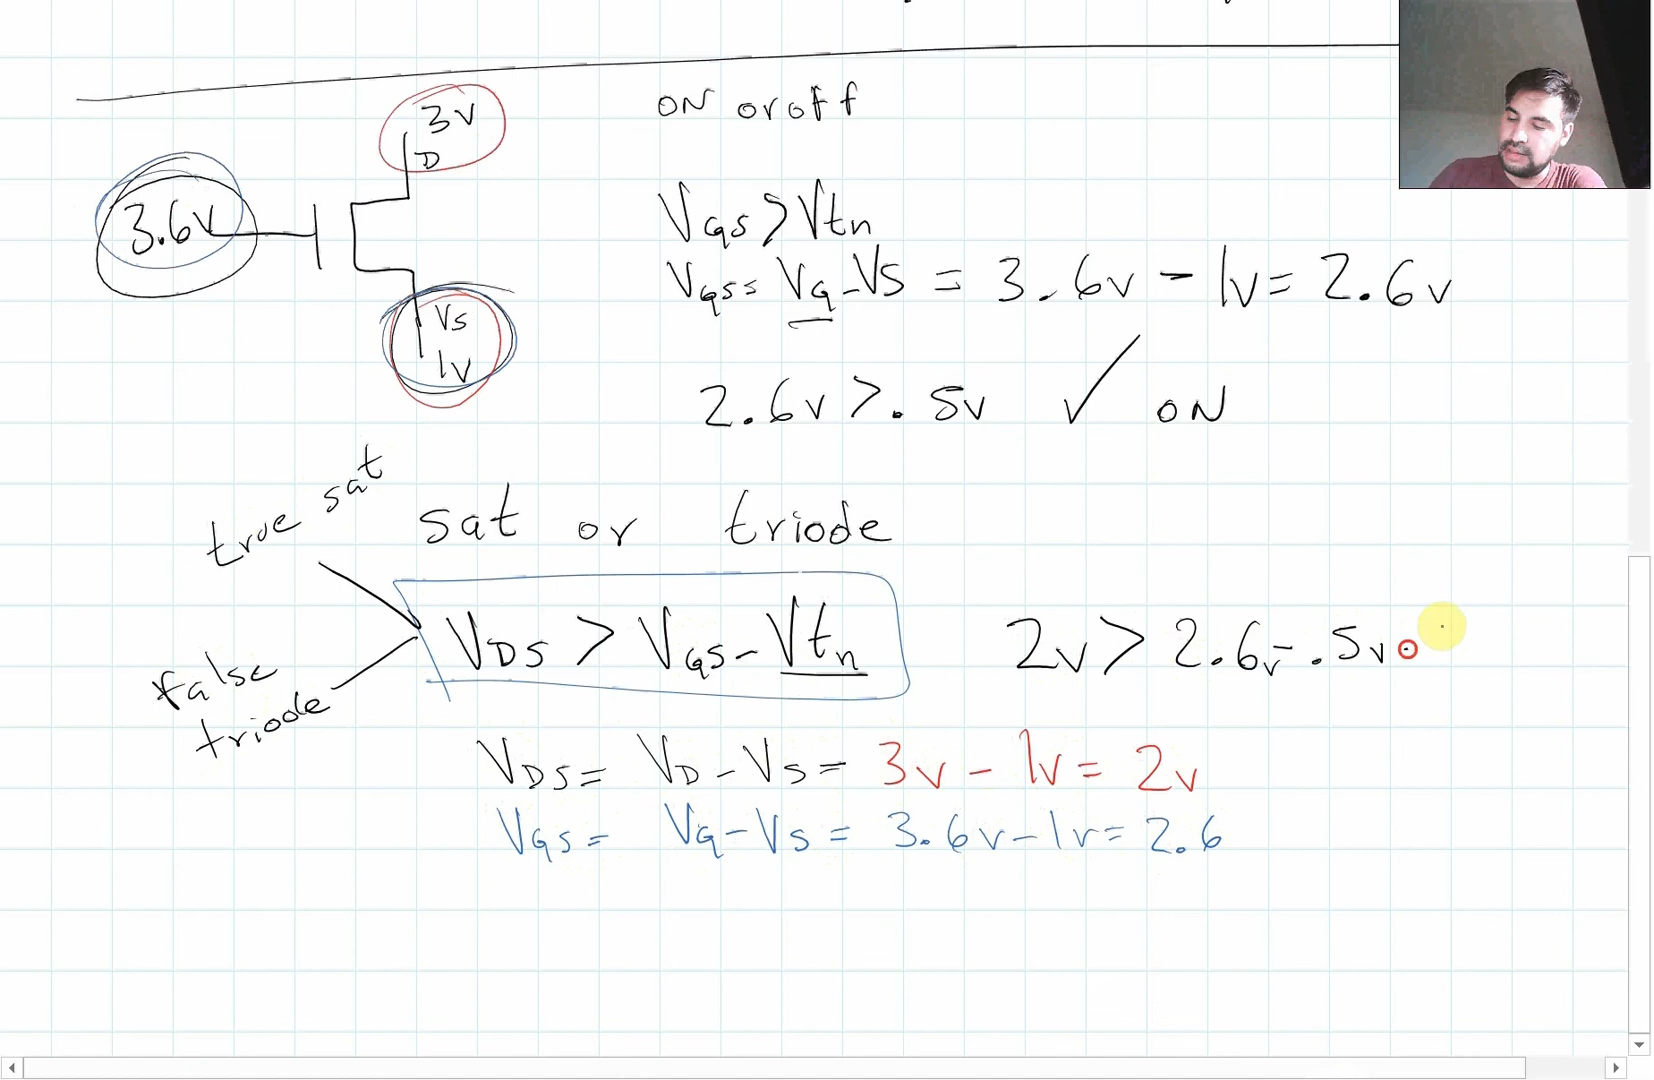 3V
D
ON or off
3.6V
VGS > Vtn
VGS = VG - VS = 3.6v - 1v = 2.6v
VS
1V
2.6v > .5v ✓ ON
true sat
sat or triode
VDS > VGS - Vtn
2v > 2.6v - .5v
false
triode
VDS = VD - VS = 3v - 1v = 2v
VGS = VG - VS = 3.6v - 1v = 2.6